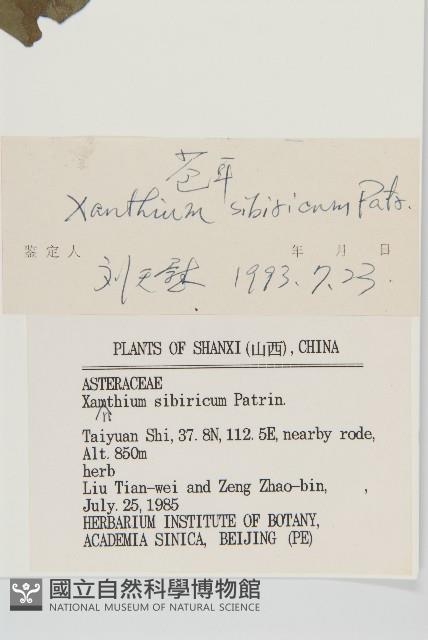 苍耳
Xanthium sibiricum Patr.
鉴定人 年 月 日
刘天慰 1993.7.23.
PLANTS OF SHANXI (山西), CHINA
ASTERACEAE
Xamthium sibiricum Patrin.
n
Taiyuan Shi, 37.8N, 112.5E, nearby rode,
Alt. 850m
herb
Liu Tian-wei and Zeng Zhao-bin, ,
July. 25, 1985
HERBARIUM INSTITUTE OF BOTANY,
ACADEMIA SINICA, BEIJING (PE)
國立自然科學博物館
NATIONAL MUSEUM OF NATURAL SCIENCE